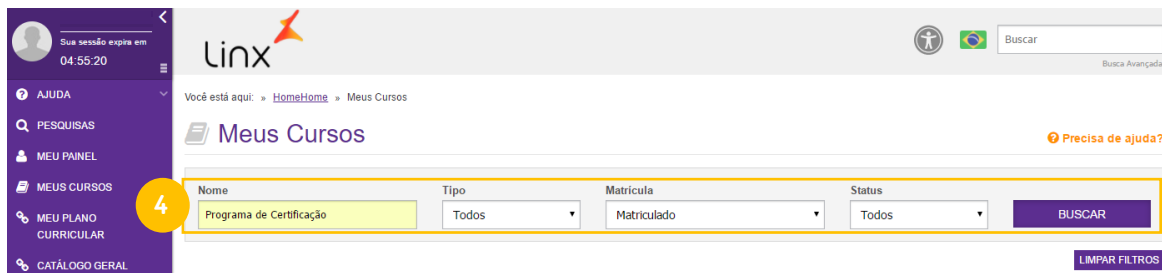 Sua sessão expira em
04:55:20
AJUDA
PESQUISAS
MEU PAINEL
MEUS CURSOS
MEU PLANO
CURRICULAR
CATÁLOGO GERAL
Linx
Buscar
Busca Avançada
Você está aqui: » HomeHome » Meus Cursos
Meus Cursos
Precisa de ajuda?
4
Nome Tipo Matrícula Status
Programa de Certificação Todos Matriculado Todos BUSCAR
LIMPAR FILTROS